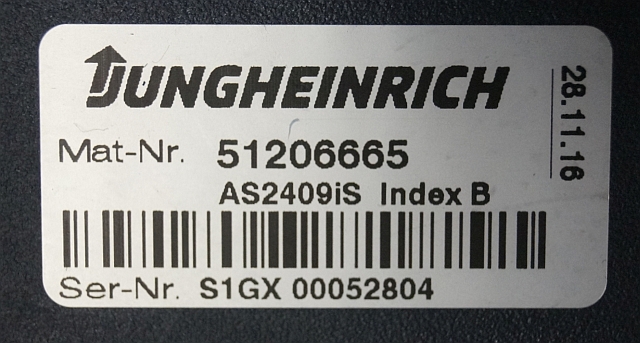 JUNGHEINRICH
28.11.16
Mat-Nr. 51206665
AS2409iS Index B
Ser-Nr. S1GX 00052804